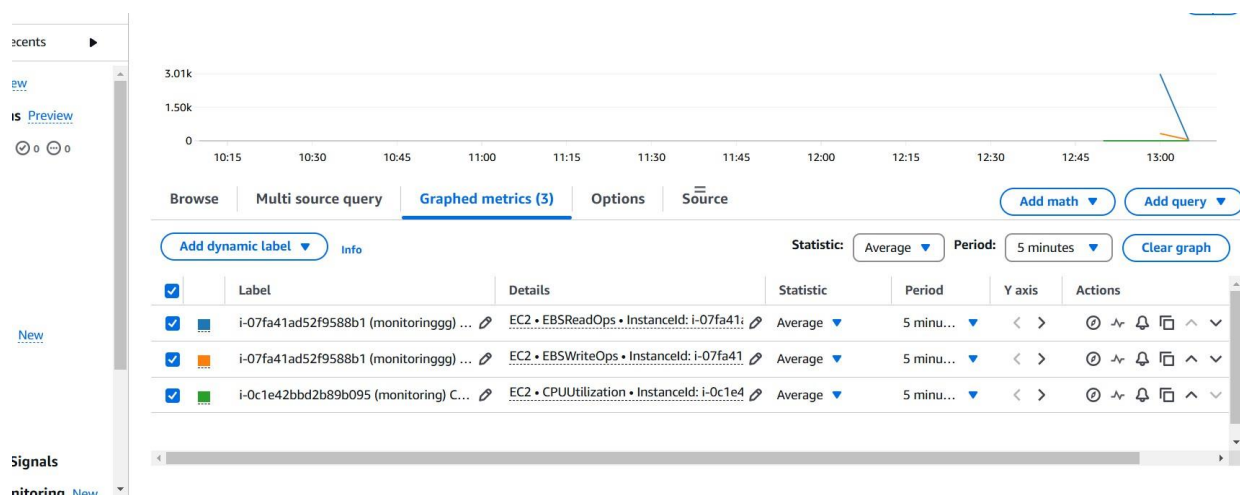 ecents
ew
ns Preview
0 0
New
Signals
nitoring New
3.01k
1.50k
0
10:15 10:30 10:45 11:00 11:15 11:30 11:45 12:00 12:15 12:30 12:45 13:00
Browse Multi source query Graphed metrics (3) Options Source Add math Add query
Add dynamic label Info Statistic: Average Period: 5 minutes Clear graph
Label Details Statistic Period Y axis Actions
i-07fa41ad52f9588b1 (monitoringgg) ... EC2 • EBSReadOps • InstanceId: i-07fa41a Average 5 minu...
i-07fa41ad52f9588b1 (monitoringgg) ... EC2 • EBSWriteOps • InstanceId: i-07fa41 Average 5 minu...
i-0c1e42bbd2b89b095 (monitoring) C... EC2 • CPUUtilization • InstanceId: i-0c1e4 Average 5 minu...